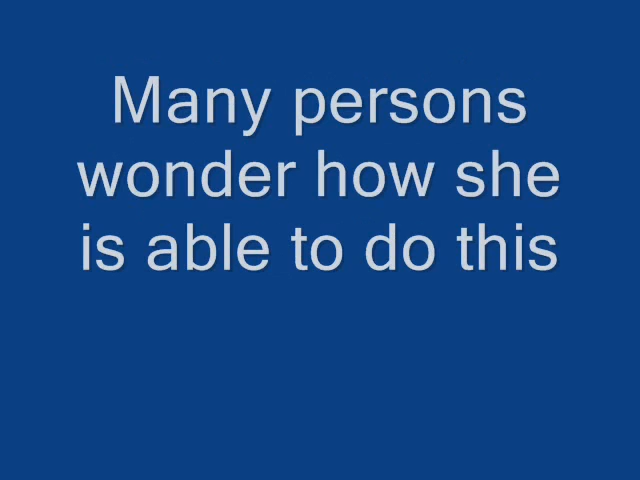 Many persons
wonder how she
is able to do this